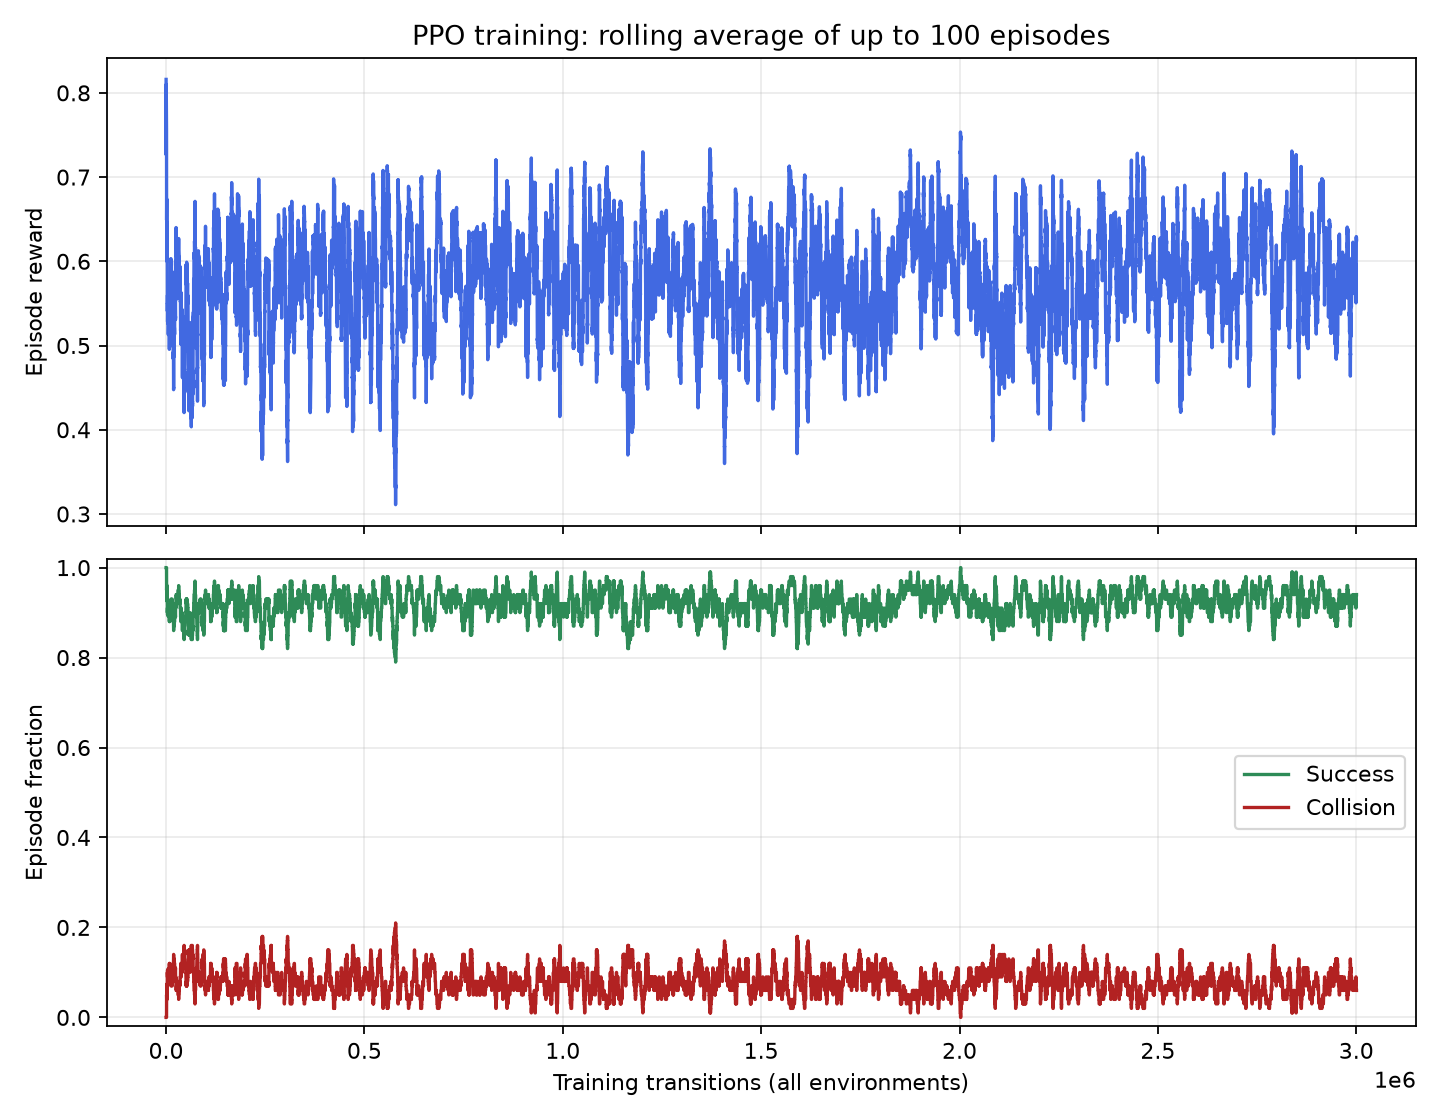 PPO training: rolling average of up to 100 episodes
Episode reward
0.8
0.7
0.6
0.5
0.4
0.3
Episode fraction
1.0
0.8
0.6
0.4
0.2
0.0
Success
Collision
0.0 0.5 1.0 1.5 2.0 2.5 3.0
1e6
Training transitions (all environments)